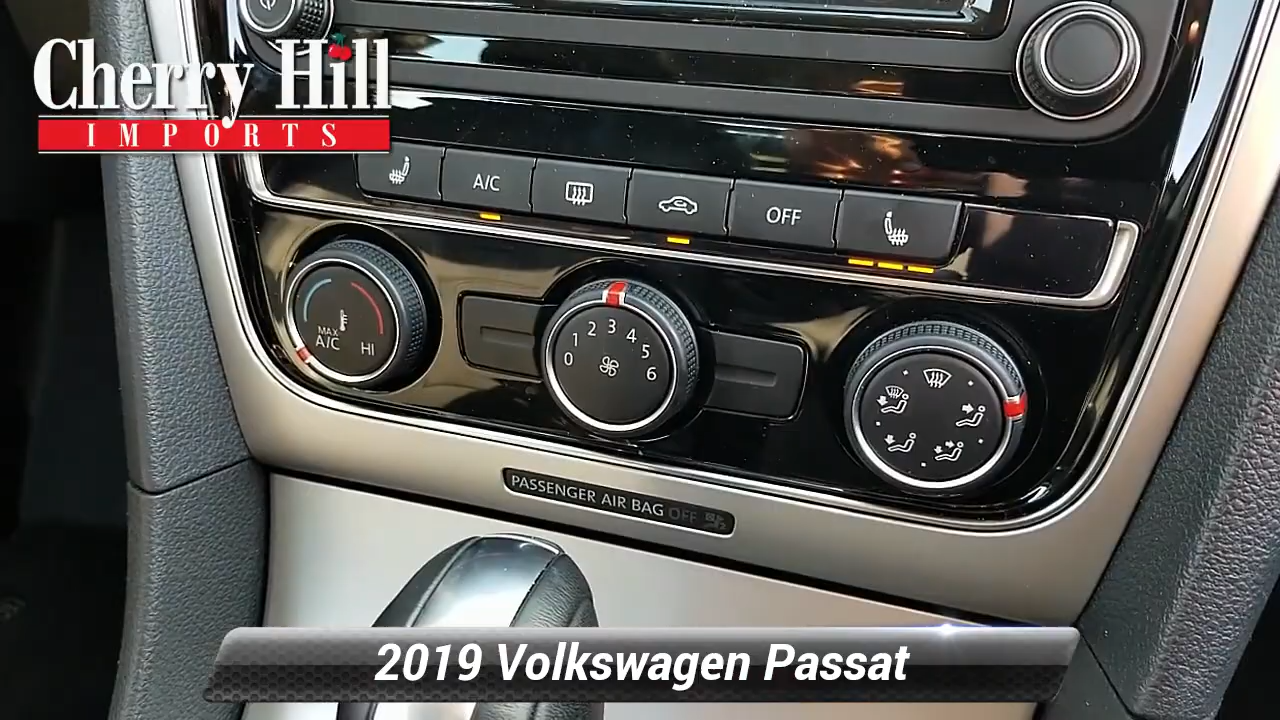 Cherry Hill
IMPORTS
A/C
OFF
MAX
A/C
HI
0 1 2 3 4 5 6
PASSENGER AIR BAG OFF
2019 Volkswagen Passat